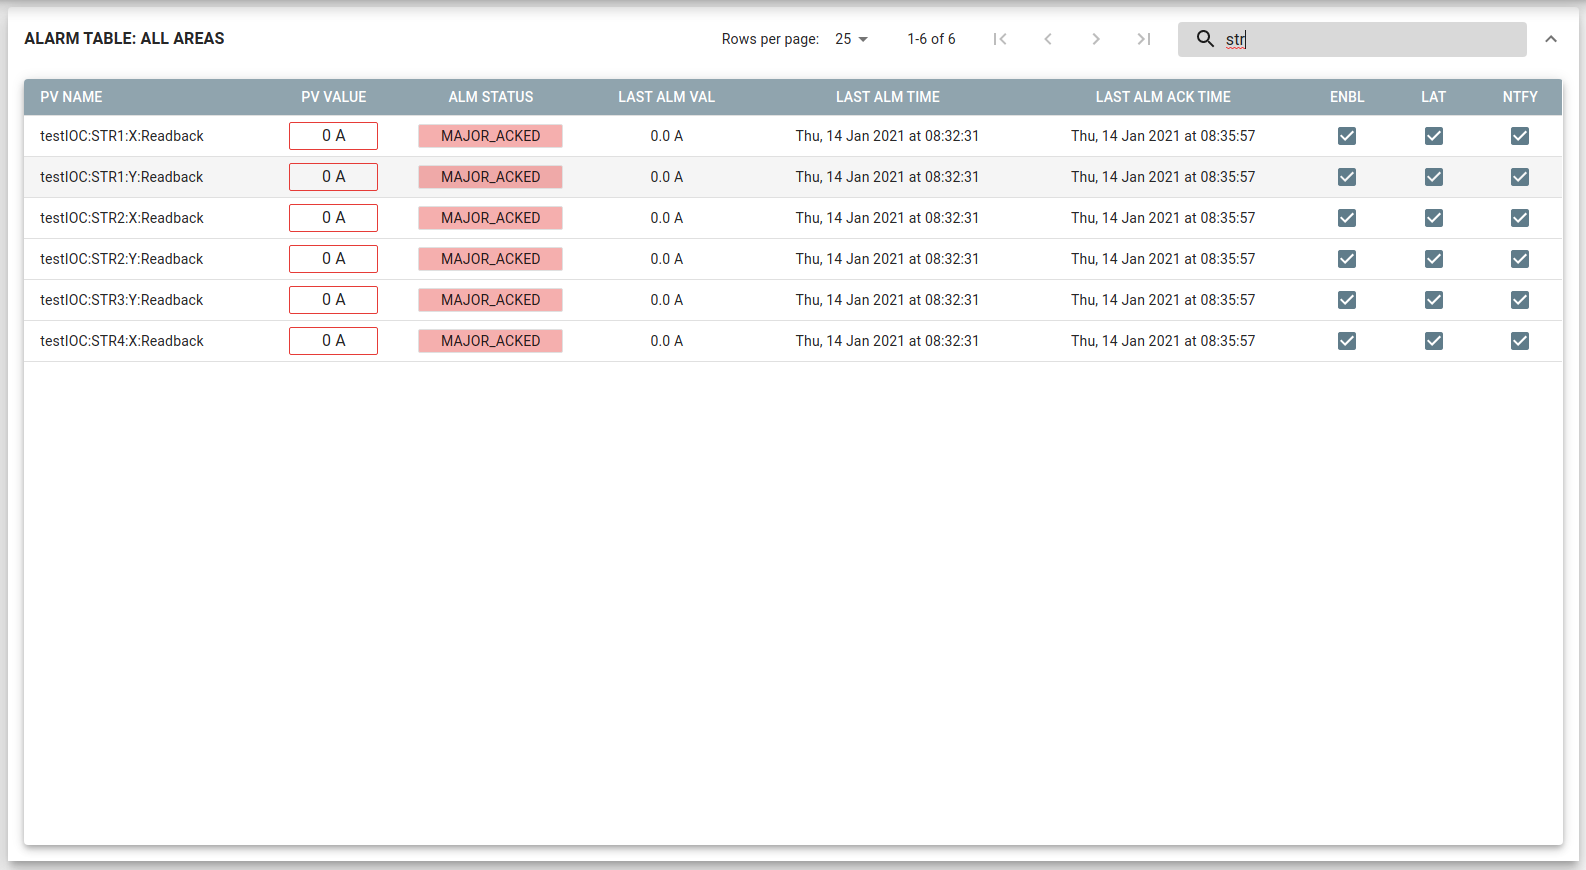 ALARM TABLE: ALL AREAS Rows per page: 25 1-6 of 6 str
PV NAME PV VALUE ALM STATUS LAST ALM VAL LAST ALM TIME LAST ALM ACK TIME ENBL LAT NTFY
testIOC:STR1:X:Readback 0 A MAJOR_ACKED 0.0 A Thu, 14 Jan 2021 at 08:32:31 Thu, 14 Jan 2021 at 08:35:57
testIOC:STR1:Y:Readback 0 A MAJOR_ACKED 0.0 A Thu, 14 Jan 2021 at 08:32:31 Thu, 14 Jan 2021 at 08:35:57
testIOC:STR2:X:Readback 0 A MAJOR_ACKED 0.0 A Thu, 14 Jan 2021 at 08:32:31 Thu, 14 Jan 2021 at 08:35:57
testIOC:STR2:Y:Readback 0 A MAJOR_ACKED 0.0 A Thu, 14 Jan 2021 at 08:32:31 Thu, 14 Jan 2021 at 08:35:57
testIOC:STR3:Y:Readback 0 A MAJOR_ACKED 0.0 A Thu, 14 Jan 2021 at 08:32:31 Thu, 14 Jan 2021 at 08:35:57
testIOC:STR4:X:Readback 0 A MAJOR_ACKED 0.0 A Thu, 14 Jan 2021 at 08:32:31 Thu, 14 Jan 2021 at 08:35:57